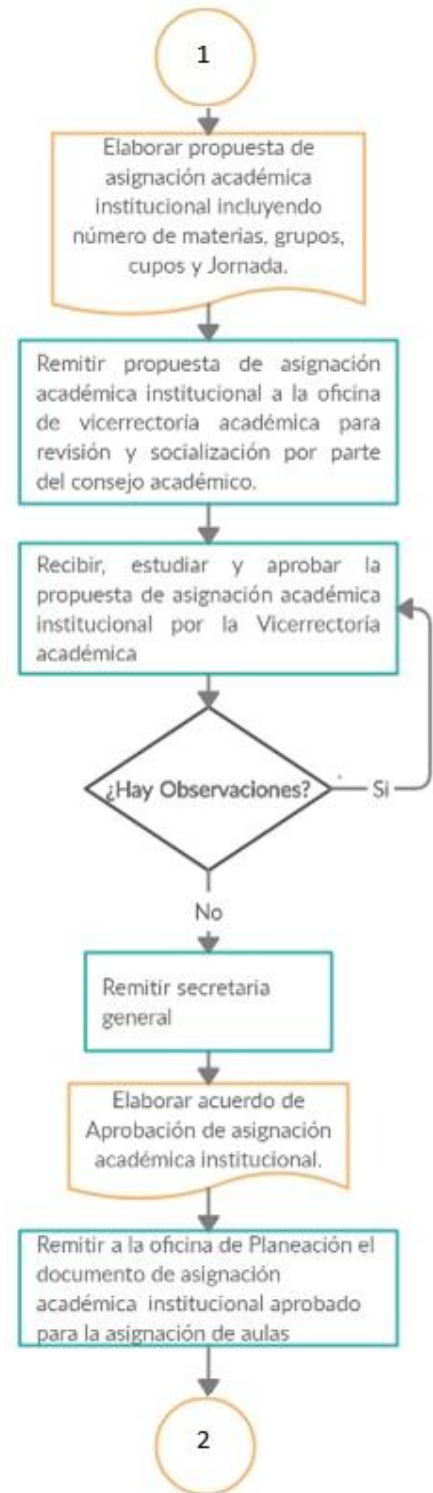 1
Elaborar propuesta de
asignación académica
institucional incluyendo
número de materias, grupos,
cupos y Jornada.
Remitir propuesta de asignación
académica institucional a la oficina
de vicerrectoría académica para
revisión y socialización por parte
del consejo académico.
Recibir, estudiar y aprobar la
propuesta de asignación académica
institucional por la Vicerrectoría
académica
¿Hay Observaciones?
Si
No
Remitir secretaria
general
Elaborar acuerdo de
Aprobación de asignación
académica institucional.
Remitir a la oficina de Planeación el
documento de asignación
académica institucional aprobado
para la asignación de aulas
2